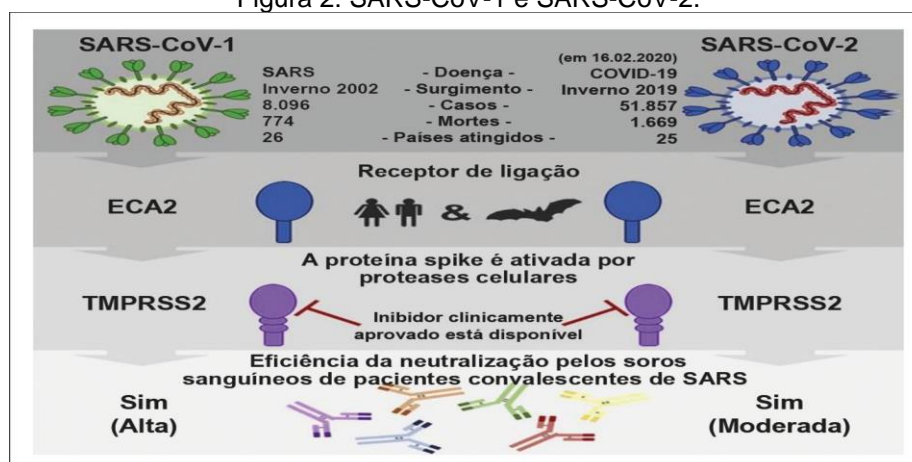 Figura 2: SARS-CoV-1 e SARS-CoV-2.
SARS-CoV-1
SARS-CoV-2
(em 16.02.2020)
SARS - Doença - COVID-19
Inverno 2002 - Surgimento - Inverno 2019
8.096 - Casos - 51.857
774 - Mortes - 1.669
26 - Países atingidos - 25
Receptor de ligação
ECA2 & ECA2
A proteína spike é ativada por
proteases celulares
TMPRSS2
TMPRSS2
Inibidor clinicamente
aprovado está disponível
Eficiência da neutralização pelos soros
sanguíneos de pacientes convalescentes de SARS
Sim
(Alta)
Sim
(Moderada)